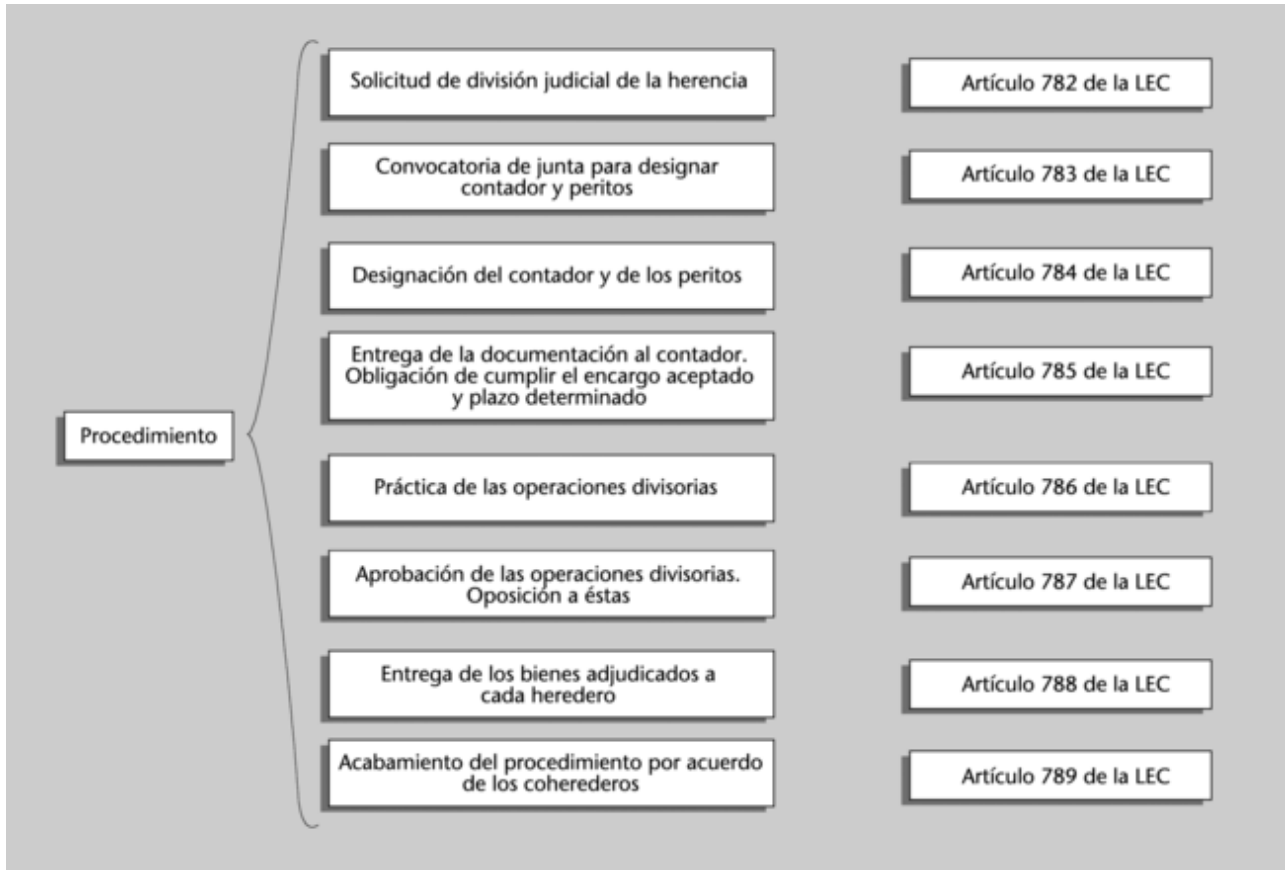 Procedimiento
Solicitud de división judicial de la herencia
Artículo 782 de la LEC
Convocatoria de junta para designar
contador y peritos
Artículo 783 de la LEC
Designación del contador y de los peritos
Artículo 784 de la LEC
Entrega de la documentación al contador.
Obligación de cumplir el encargo aceptado
y plazo determinado
Artículo 785 de la LEC
Práctica de las operaciones divisorias
Artículo 786 de la LEC
Aprobación de las operaciones divisorias.
Oposición a éstas
Artículo 787 de la LEC
Entrega de los bienes adjudicados a
cada heredero
Artículo 788 de la LEC
Acabamiento del procedimiento por acuerdo
de los coherederos
Artículo 789 de la LEC